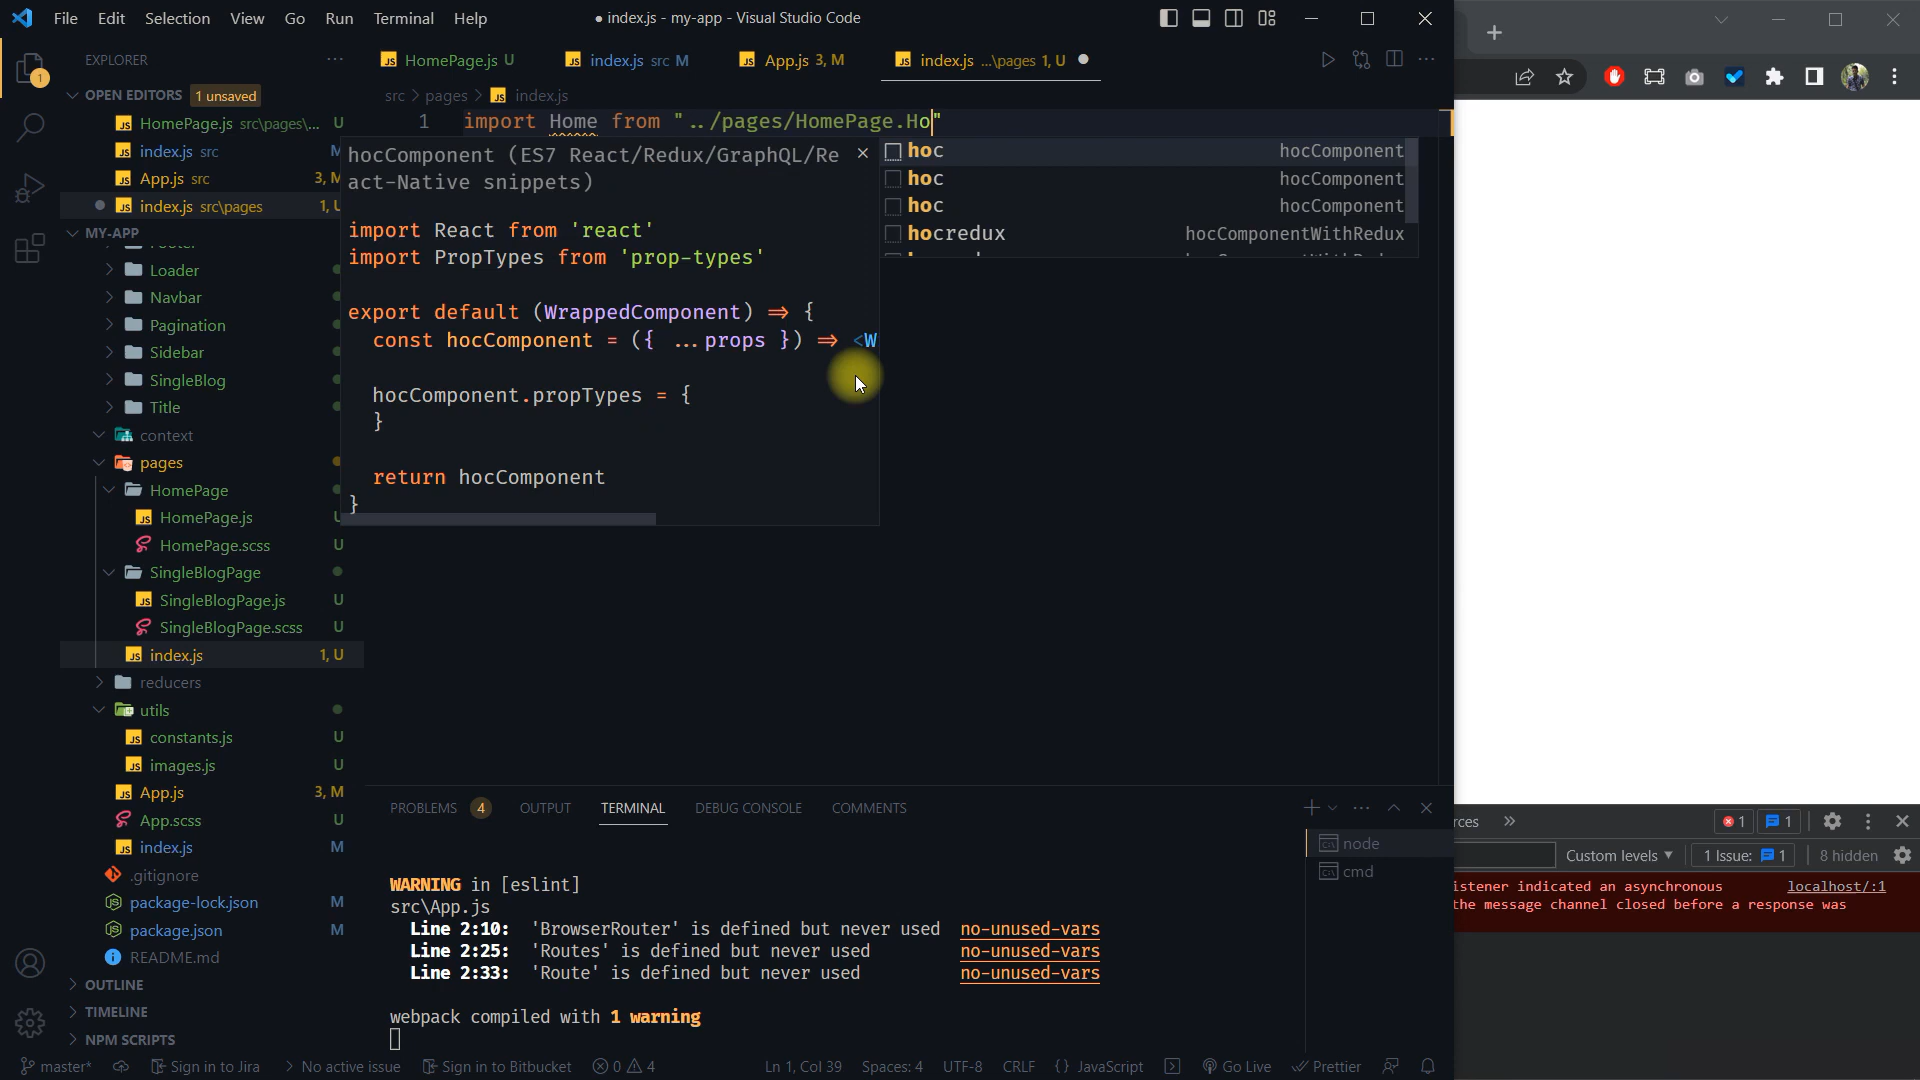 File Edit Selection View Go Run Terminal Help
● index.js - my-app - Visual Studio Code
EXPLORER
HomePage.js U
index.js src M
App.js 3, M
index.js ...\pages 1, U
OPEN EDITORS 1 unsaved
src > pages > index.js
HomePage.js src\pages\... U
index.js src M
App.js src 3, M
index.js src\pages 1, U
MY-APP
Loader
Navbar
Pagination
Sidebar
SingleBlog
Title
context
pages
HomePage
HomePage.js U
HomePage.scss U
SingleBlogPage
SingleBlogPage.js U
SingleBlogPage.scss U
index.js 1, U
reducers
utils
constants.js U
images.js U
App.js 3, M
App.scss U
index.js M
.gitignore
package-lock.json M
package.json M
README.md
OUTLINE
TIMELINE
NPM SCRIPTS
1 import Home from "../pages/HomePage.Ho"
hocComponent (ES7 React/Redux/GraphQL/Re
act-Native snippets)
import React from 'react'
import PropTypes from 'prop-types'
export default (WrappedComponent) => {
const hocComponent = ({ ...props }) => <W
hocComponent.propTypes = {
}
return hocComponent
}
hoc hocComponent
hoc hocComponent
hoc hocComponent
hocredux hocComponentWithRedux
PROBLEMS 4 OUTPUT TERMINAL DEBUG CONSOLE COMMENTS
node
cmd
WARNING in [eslint]
src\App.js
Line 2:10: 'BrowserRouter' is defined but never used no-unused-vars
Line 2:25: 'Routes' is defined but never used no-unused-vars
Line 2:33: 'Route' is defined but never used no-unused-vars
webpack compiled with 1 warning
master* Sign in to Jira No active issue Sign in to Bitbucket 0 4 Ln 1, Col 39 Spaces: 4 UTF-8 CRLF {} JavaScript Go Live Prettier
rces » 1 1
Custom levels 1 Issue: 1 8 hidden
istener indicated an asynchronous localhost/:1
the message channel closed before a response was